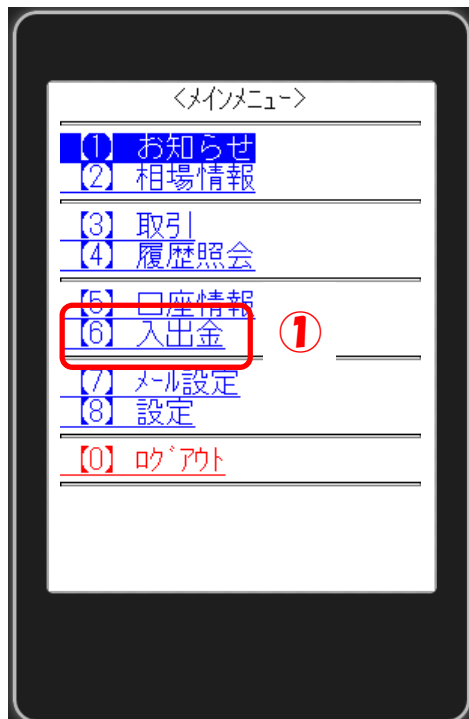 <ﾒｲﾝﾒﾆｭｰ>
【1】 お知らせ
【2】 相場情報
【3】 取引
【4】 履歴照会
【5】 口座情報
【6】 入出金
①
【7】 ﾒｰﾙ設定
【8】 設定
【0】 ﾛｸﾞｱｳﾄ